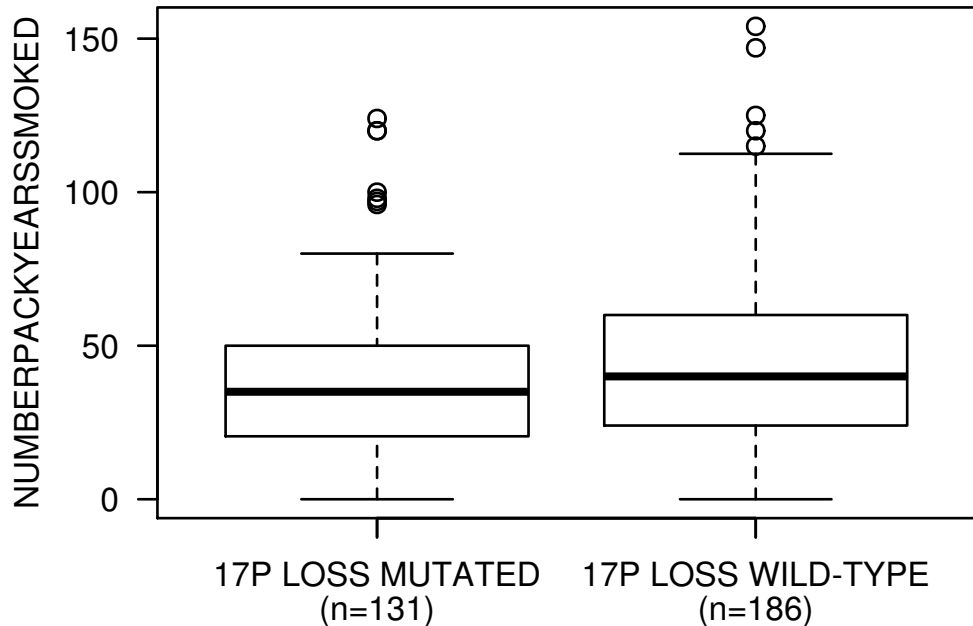 NUMBERPACKYEARSSMOKED
150
100
50
0
17P LOSS MUTATED
(n=131)
17P LOSS WILD-TYPE
(n=186)